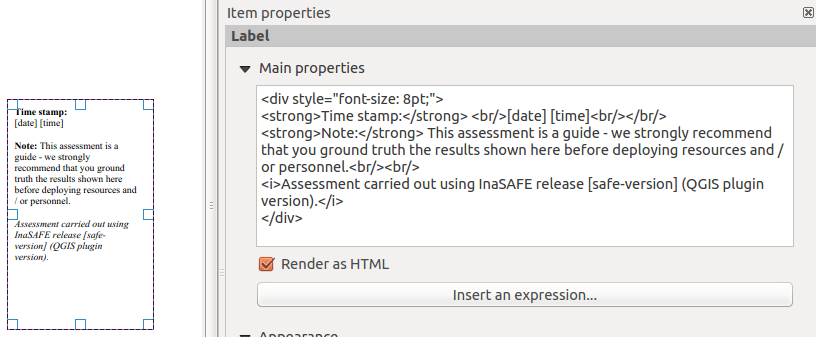 Item properties
Label
Main properties
<div style="font-size: 8pt;">
<strong>Time stamp:</strong> <br/>[date] [time]<br/></br/>
<strong>Note:</strong> This assessment is a guide - we strongly recommend
that you ground truth the results shown here before deploying resources and /
or personnel.<br/><br/>
<i>Assessment carried out using InaSAFE release [safe-version] (QGIS plugin
version).</i>
</div>
Render as HTML
Insert an expression...
Appearance
Time stamp:
[date] [time]
Note: This assessment is a
guide - we strongly
recommend that you ground
truth the results shown here
before deploying resources and
/ or personnel.
Assessment carried out using
InaSAFE release [safe-
version] (QGIS plugin
version).